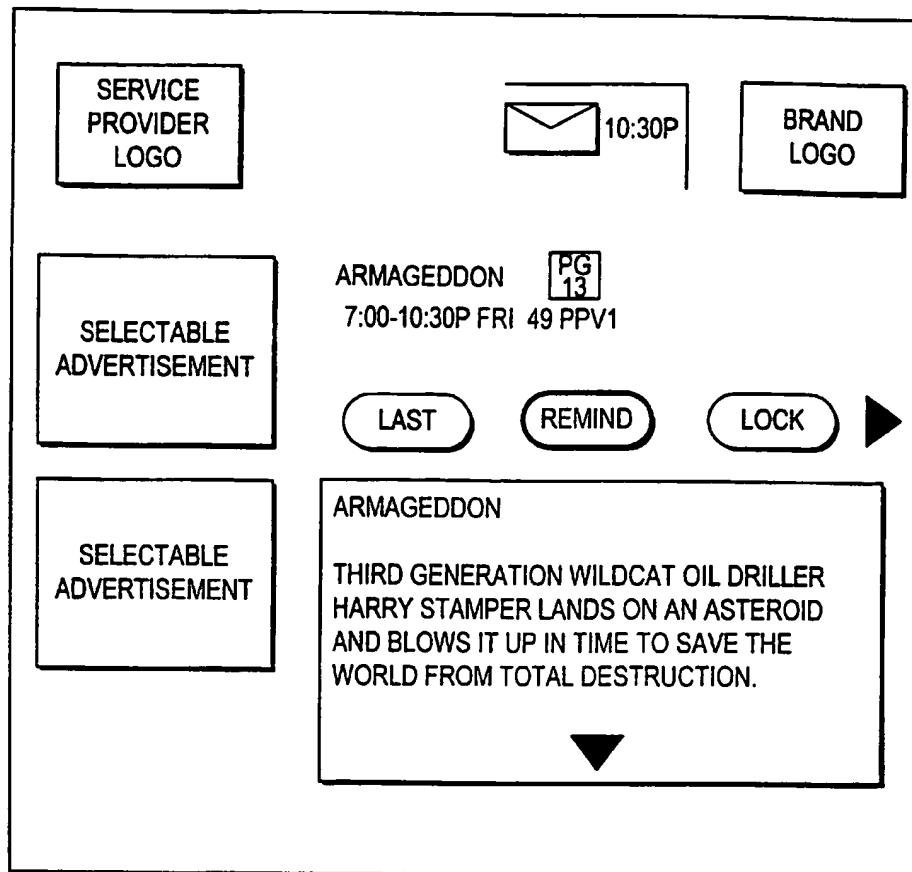 SERVICE
PROVIDER
LOGO
10:30P
BRAND
LOGO
SELECTABLE
ADVERTISEMENT
ARMAGEDDON PG 13
7:00-10:30P FRI 49 PPV1
LAST REMIND LOCK
SELECTABLE
ADVERTISEMENT
ARMAGEDDON
THIRD GENERATION WILDCAT OIL DRILLER
HARRY STAMPER LANDS ON AN ASTEROID
AND BLOWS IT UP IN TIME TO SAVE THE
WORLD FROM TOTAL DESTRUCTION.